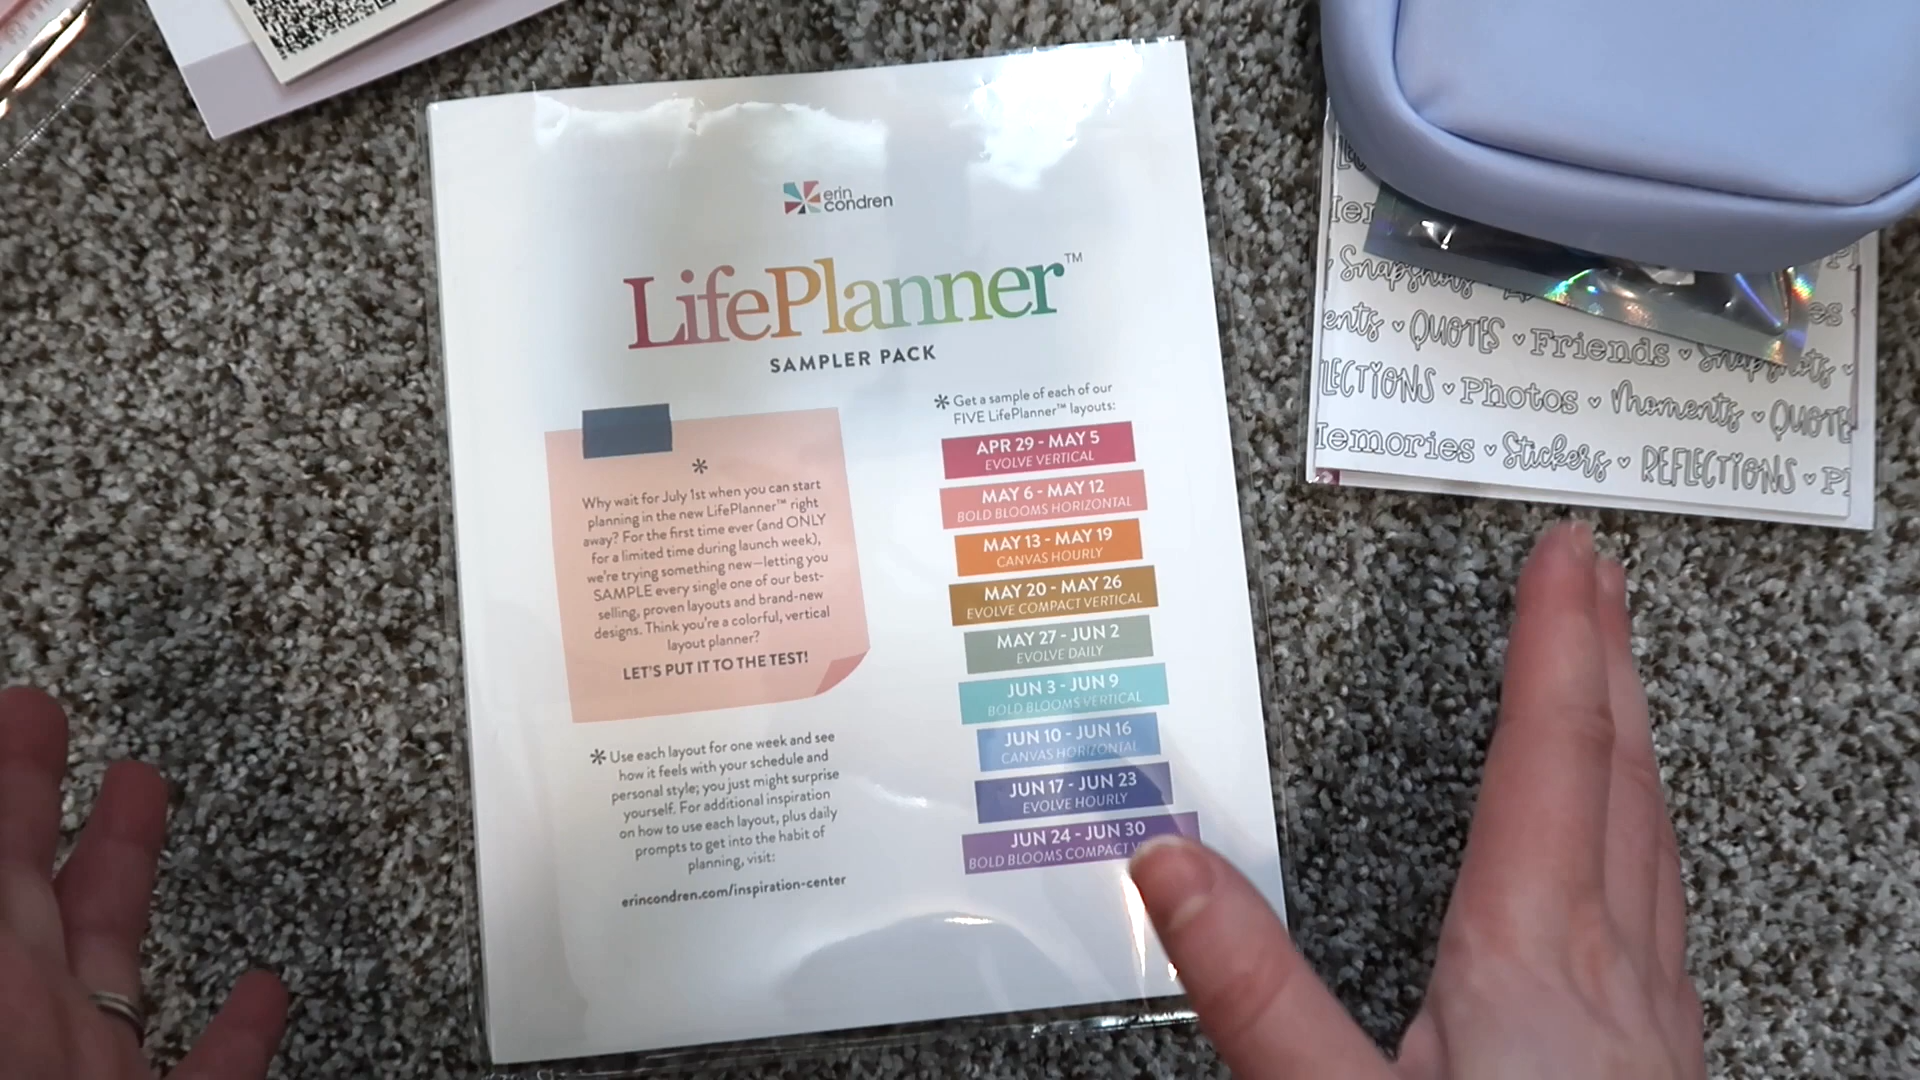 erin
condren
LifePlanner™
SAMPLER PACK
*
Why wait for July 1st when you can start
planning in the new LifePlanner™ right
away? For the first time ever (and ONLY
for a limited time during launch week),
we're trying something new—letting you
SAMPLE every single one of our best-
selling, proven layouts and brand-new
designs. Think you're a colorful, vertical
layout planner?
LET'S PUT IT TO THE TEST!
* Use each layout for one week and see
how it feels with your schedule and
personal style; you just might surprise
yourself. For additional inspiration
on how to use each layout, plus daily
prompts to get into the habit of
planning, visit:
erincondren.com/inspiration-center
* Get a sample of each of our
FIVE LifePlanner™ layouts:
APR 29 - MAY 5
EVOLVE VERTICAL
MAY 6 - MAY 12
BOLD BLOOMS HORIZONTAL
MAY 13 - MAY 19
CANVAS HOURLY
MAY 20 - MAY 26
EVOLVE COMPACT VERTICAL
MAY 27 - JUN 2
EVOLVE DAILY
JUN 3 - JUN 9
BOLD BLOOMS VERTICAL
JUN 10 - JUN 16
CANVAS HORIZONTAL
JUN 17 - JUN 23
EVOLVE HOURLY
JUN 24 - JUN 30
BOLD BLOOMS COMPACT V
Snapshots
ents ♥ QUOTES ♥ Friends ♥ Snapshots ♥
LECTIONS ♥ Photos ♥ Moments ♥ QUOTE
Memories ♥ Stickers ♥ REFLECTIONS ♥ P